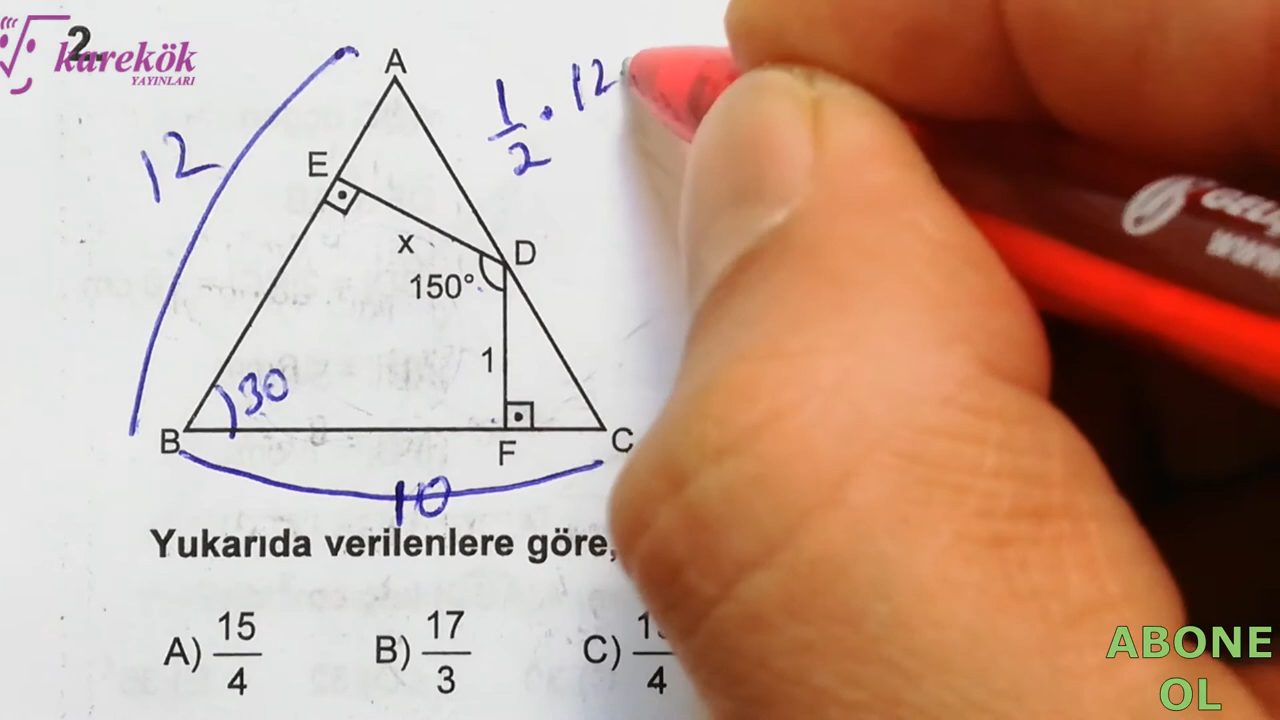 2.
karekök
YAYINLARI
A
1/2 . 12
12
E
x
D
150°
1
30
B
F
C
10
Yukarıda verilenlere göre,
A) 15/4 B) 17/3 C) /4
ABONE
OL